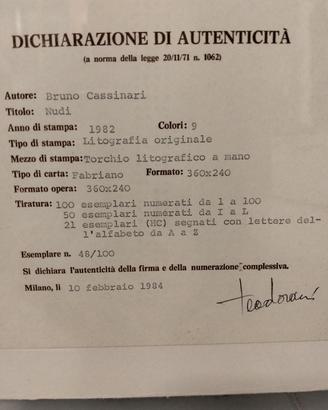 DICHIARAZIONE DI AUTENTICITÀ
(a norma della legge 20/11/71 n. 1062)
Autore: Bruno Cassinari
Titolo: Nudi
Anno di stampa: 1982 Colori: 9
Tipo di stampa: Litografia originale
Mezzo di stampa: Torchio litografico a mano
Tipo di carta: Fabriano Formato: 360x240
Formato opera: 360x240
Tiratura: 100 esemplari numerati da 1 a 100
50 esemplari numerati da I a L
21 esemplari (HC) segnati con lettere del-
l'alfabeto da A a Z
Esemplare n. 48/100
Si dichiara l'autenticità della firma e della numerazione complessiva.
Milano, lì 10 febbraio 1984